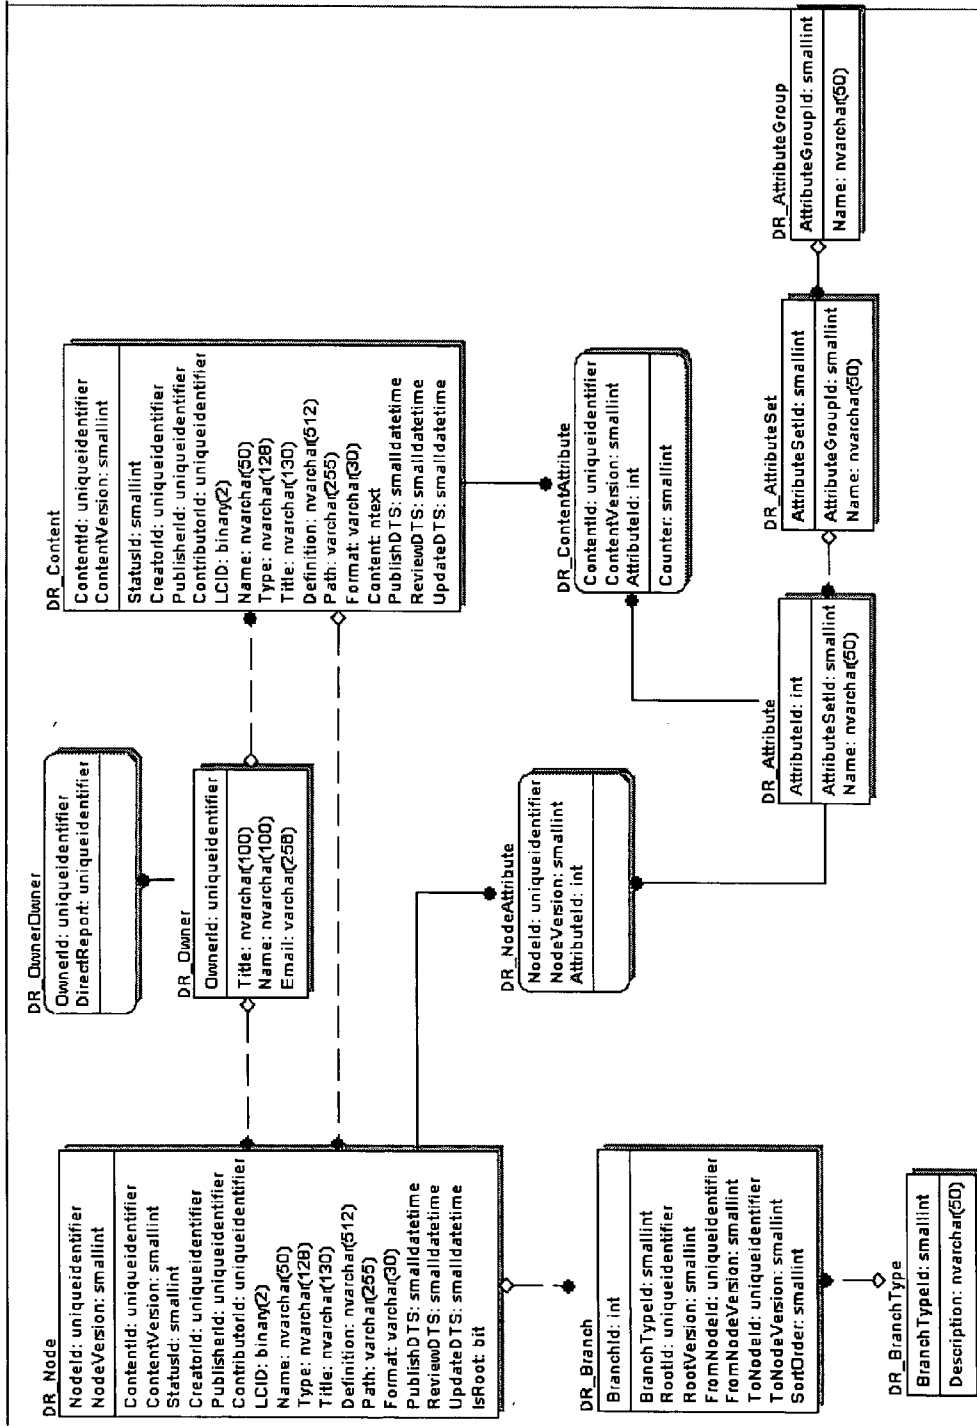 DR_Node
NodeId: uniqueidentifier
NodeVersion: smallint
ContentId: uniqueidentifier
ContentVersion: smallint
StatusId: smallint
CreatorId: uniqueidentifier
PublisherId: uniqueidentifier
ContributorId: uniqueidentifier
LCID: binary(2)
Name: nvarchar(50)
Type: nvarchar(128)
Title: nvarchar(130)
Definition: nvarchar(512)
Path: varchar(255)
Format: varchar(30)
PublishDTS: smalldatetime
ReviewDTS: smalldatetime
UpdateDTS: smalldatetime
IsRoot: bit
DR_OwnerOwner
OwnerId: uniqueidentifier
DirectReport: uniqueidentifier
DR_Owner
OwnerId: uniqueidentifier
Title: nvarchar(100)
Name: nvarchar(100)
Email: varchar(258)
DR_Content
ContentId: uniqueidentifier
ContentVersion: smallint
StatusId: smallint
CreatorId: uniqueidentifier
PublisherId: uniqueidentifier
ContributorId: uniqueidentifier
LCID: binary(2)
Name: nvarchar(50)
Type: nvarchar(128)
Title: nvarchar(130)
Definition: nvarchar(512)
Path: varchar(255)
Format: varchar(30)
Content: ntext
PublishDTS: smalldatetime
ReviewDTS: smalldatetime
UpdateDTS: smalldatetime
DR_NodeAttribute
NodeId: uniqueidentifier
NodeVersion: smallint
AttributeId: int
DR_ContentAttribute
ContentId: uniqueidentifier
ContentVersion: smallint
AttributeId: int
Counter: smallint
DR_Branch
BranchId: int
BranchTypeId: smallint
RootId: uniqueidentifier
RootVersion: smallint
FromNodeId: uniqueidentifier
FromNodeVersion: smallint
ToNodeId: uniqueidentifier
ToNodeVersion: smallint
SortOrder: smallint
DR_Attribute
AttributeId: int
AttributeSetId: smallint
Name: nvarchar(50)
DR_AttributeSet
AttributeSetId: smallint
AttributeGroupId: smallint
Name: nvarchar(50)
DR_AttributeGroup
AttributeGroupId: smallint
Name: nvarchar(50)
DR_BranchType
BranchTypeId: smallint
Description: nvarchar(50)